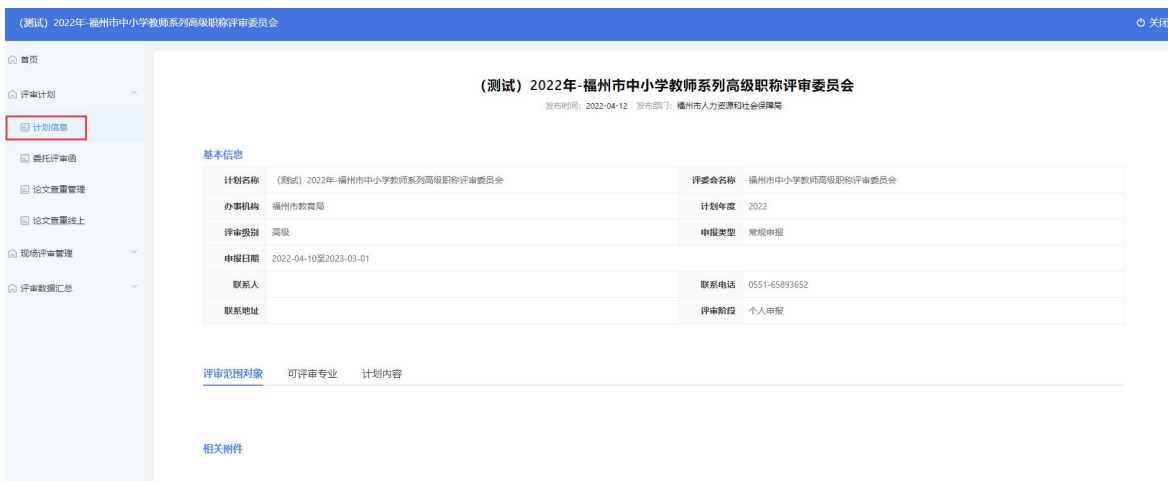 （测试）2022年-福州市中小学教师系列高级职称评审委员会
关闭
首页
评审计划
计划信息
委托评审函
论文查重管理
论文查重线上
现场评审管理
评审数据汇总
（测试）2022年-福州市中小学教师系列高级职称评审委员会
发布时间：2022-04-12 发布部门：福州市人力资源和社会保障局
基本信息
计划名称 （测试）2022年-福州市中小学教师系列高级职称评审委员会 评委会名称 福州市中小学教师高级职称评审委员会
办事机构 福州市教育局 计划年度 2022
评审级别 高级 申报类型 常规申报
申报日期 2022-04-10至2023-03-01
联系人 联系电话 0551-65893652
联系地址 评审阶段 个人申报
评审范围对象 可评审专业 计划内容
相关附件